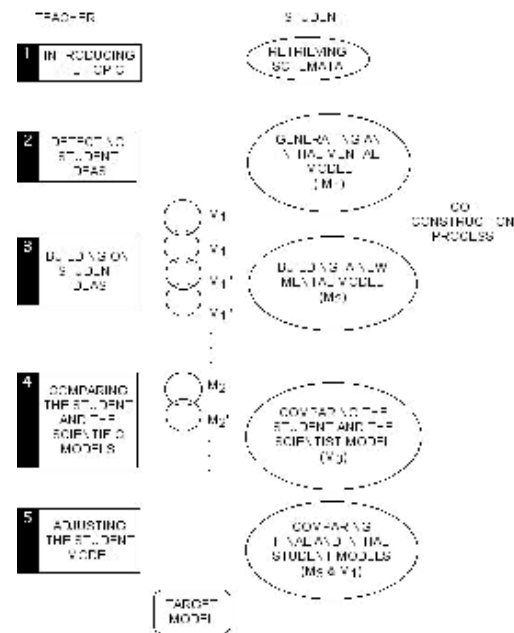 TEACHER
STUDENT
1
INTRODUCING
THE TOPIC
RETRIEVING
SCHEMATA
2
DETECTING
STUDENT
IDEAS
GENERATING AN
INITIAL MENTAL
MODEL
(M1)
CO-
CONSTRUCTION
PROCESS
M1
M1
M1'
M1'
3
BUILDING ON
STUDENT
IDEAS
BUILDING A NEW
MENTAL MODEL
4
COMPARING
THE STUDENT
AND THE
SCIENTIFIC
MODELS
M2
M2'
COMPARING THE
STUDENT AND THE
SCIENTIST MODEL
5
ADJUSTING
THE STUDENT
MODEL
COMPARING
FINAL AND INITIAL
STUDENT MODELS
TARGET
MODEL